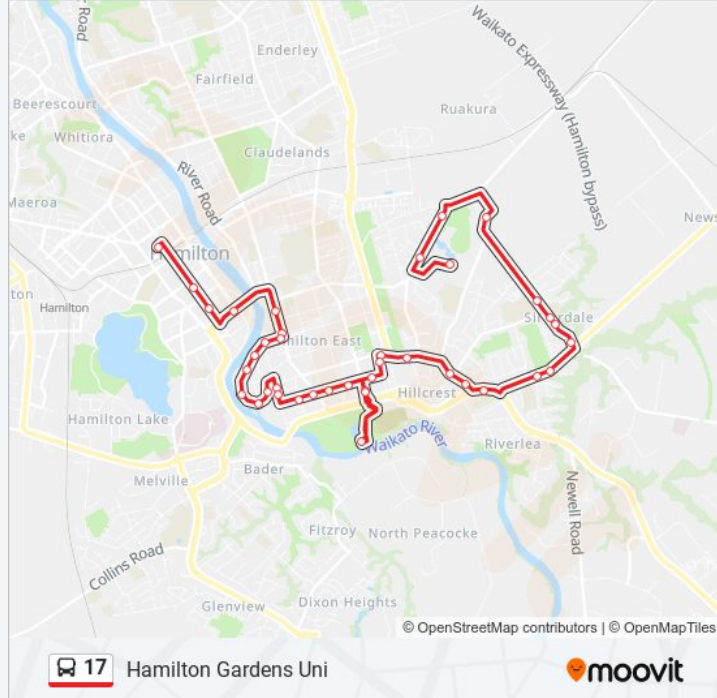 Road
Enderley
Fairfield
Beerescourt
Ruakura
Waikato Expressway (Hamilton bypass)
ke
Whitiora
Claudelands
River Road
Maeroa
News
Hamilton
ton
Hamilton
Silverdale
Hamilton East
Hillcrest
Hamilton Lake
Waikato River
Riverlea
Melville
Bader
Newell Road
Fitzroy
North Peacocke
Collins Road
Glenview
Dixon Heights
© OpenStreetMap contributors | © OpenMapTiles
17 Hamilton Gardens Uni
moovit